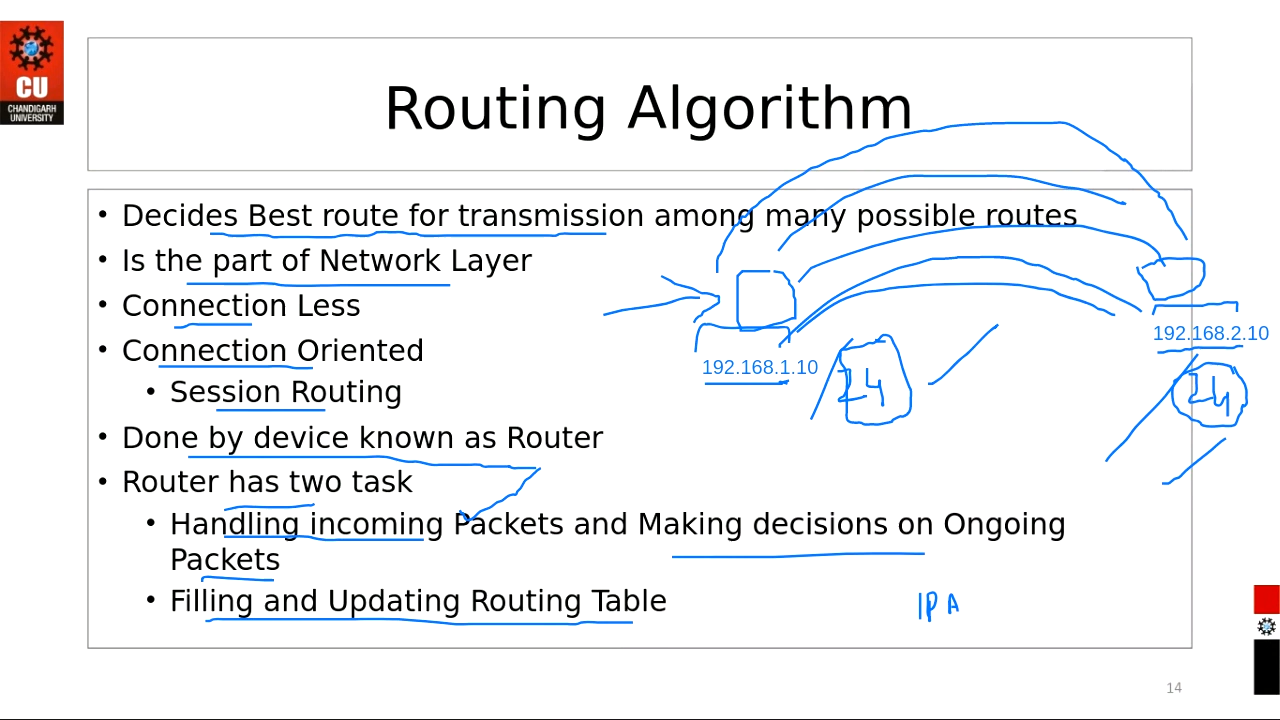 CU
CHANDIGARH
UNIVERSITY
Routing Algorithm
• Decides Best route for transmission among many possible routes
• Is the part of Network Layer
• Connection Less
• Connection Oriented
• Session Routing
• Done by device known as Router
• Router has two task
• Handling incoming Packets and Making decisions on Ongoing
Packets
• Filling and Updating Routing Table
192.168.1.10
/24
192.168.2.10
/24
IP A
14